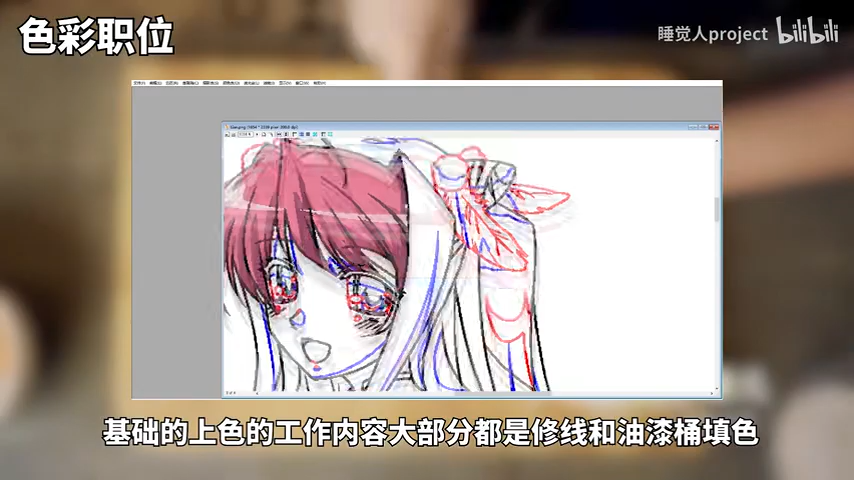 色彩职位
睡觉人project bilibili
基础的上色的工作内容大部分都是修线和油漆桶填色